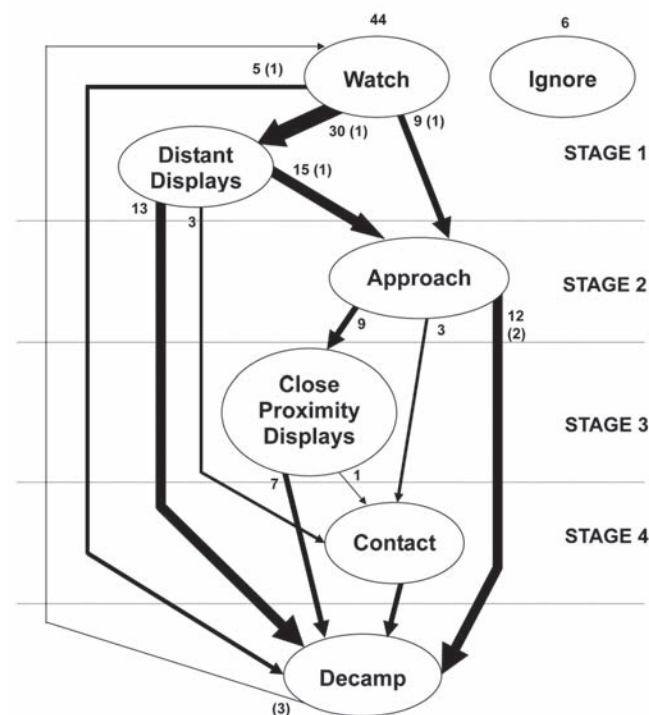 44
6
Watch
Ignore
5 (1)
30 (1)
9 (1)
STAGE 1
Distant
Displays
15 (1)
13
3
Approach
STAGE 2
9
3
12
(2)
Close
Proximity
Displays
STAGE 3
7
1
Contact
STAGE 4
Decamp
(3)